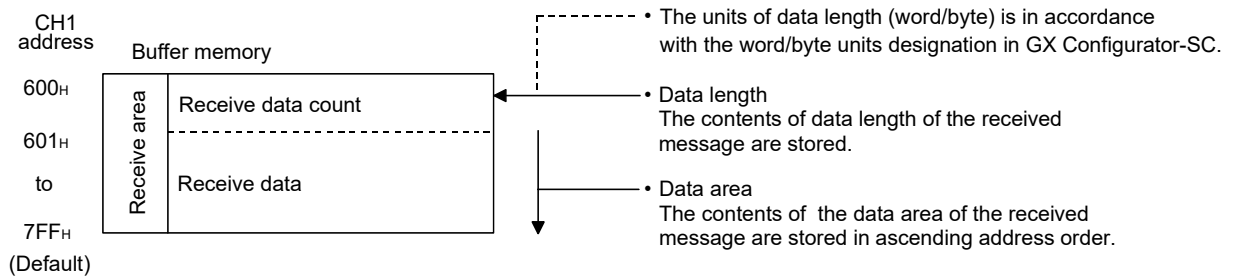 CH1
address
Buffer memory
600H
601H
to
7FFH
(Default)
Receive area
Receive data count
Receive data
• The units of data length (word/byte) is in accordance
with the word/byte units designation in GX Configurator-SC.
• Data length
The contents of data length of the received
message are stored.
• Data area
The contents of the data area of the received
message are stored in ascending address order.